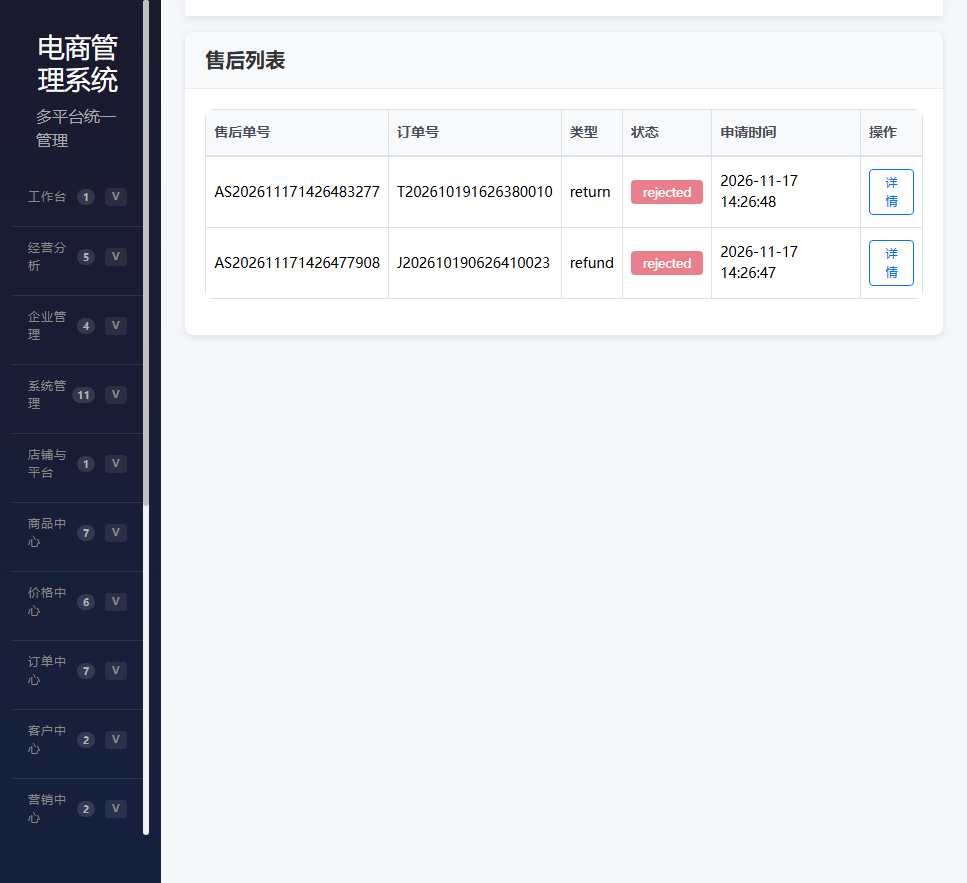 电商管
理系统
多平台统一
管理
工作台 1 V
经营分
析 5 V
企业管
理 4 V
系统管
理 11 V
店铺与
平台 1 V
商品中
心 7 V
价格中
心 6 V
订单中
心 7 V
客户中
心 2 V
营销中
心 2 V
售后列表
售后单号 订单号 类型 状态 申请时间 操作
AS202611171426483277 T202610191626380010 return rejected 2026-11-17
14:26:48 详
情
AS202611171426477908 J202610190626410023 refund rejected 2026-11-17
14:26:47 详
情